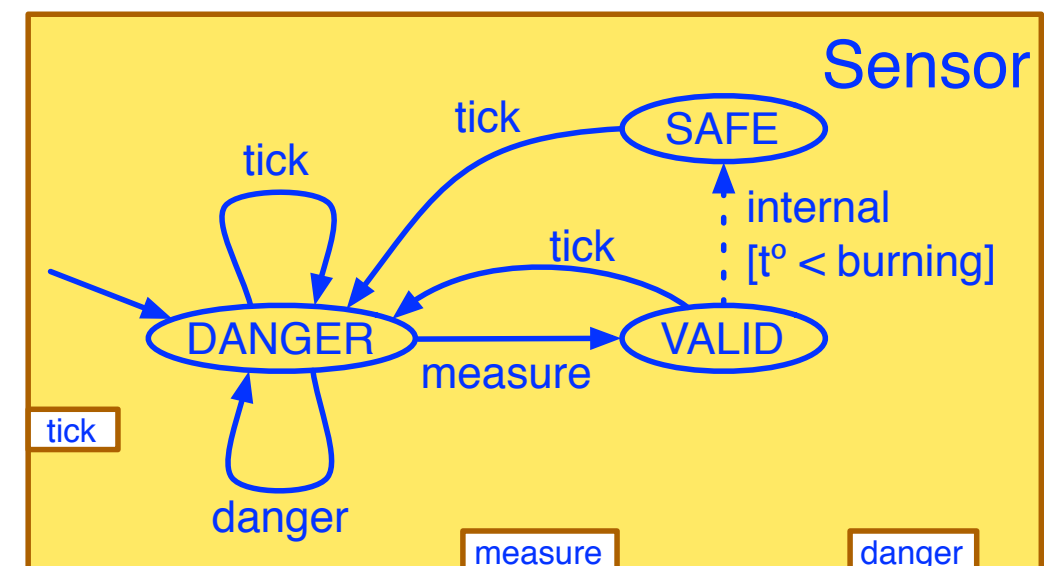 Sensor
tick
SAFE
tick
internal
[tº < burning]
tick
DANGER
VALID
measure
tick
danger
measure
danger